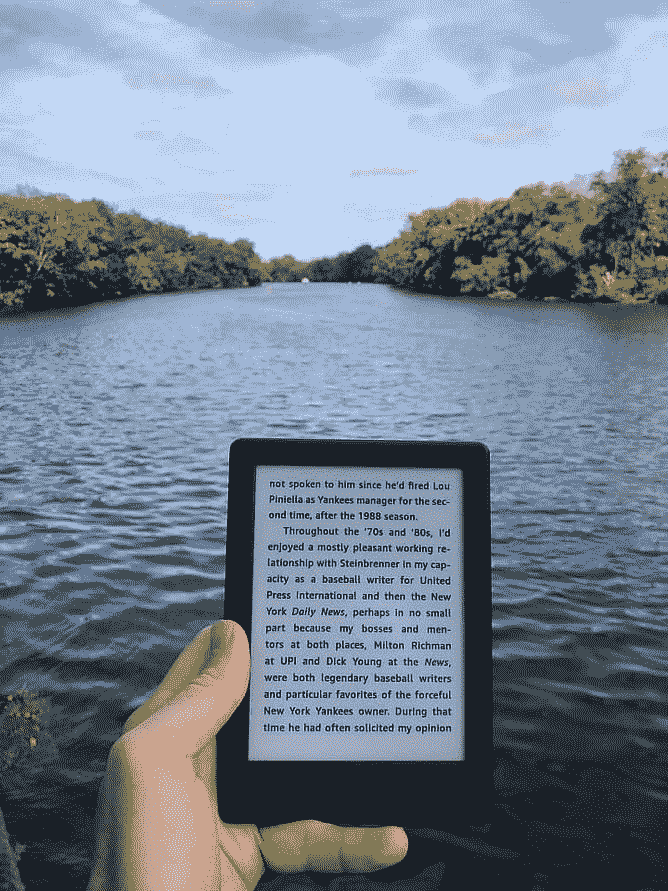 not spoken to him since he'd fired Lou
Piniella as Yankees manager for the sec-
ond time, after the 1988 season.
Throughout the '70s and '80s, I'd
enjoyed a mostly pleasant working re-
lationship with Steinbrenner in my cap-
acity as a baseball writer for United
Press International and then the New
York Daily News, perhaps in no small
part because my bosses and men-
tors at both places, Milton Richman
at UPI and Dick Young at the News,
were both legendary baseball writers
and particular favorites of the forceful
New York Yankees owner. During that
time he had often solicited my opinion